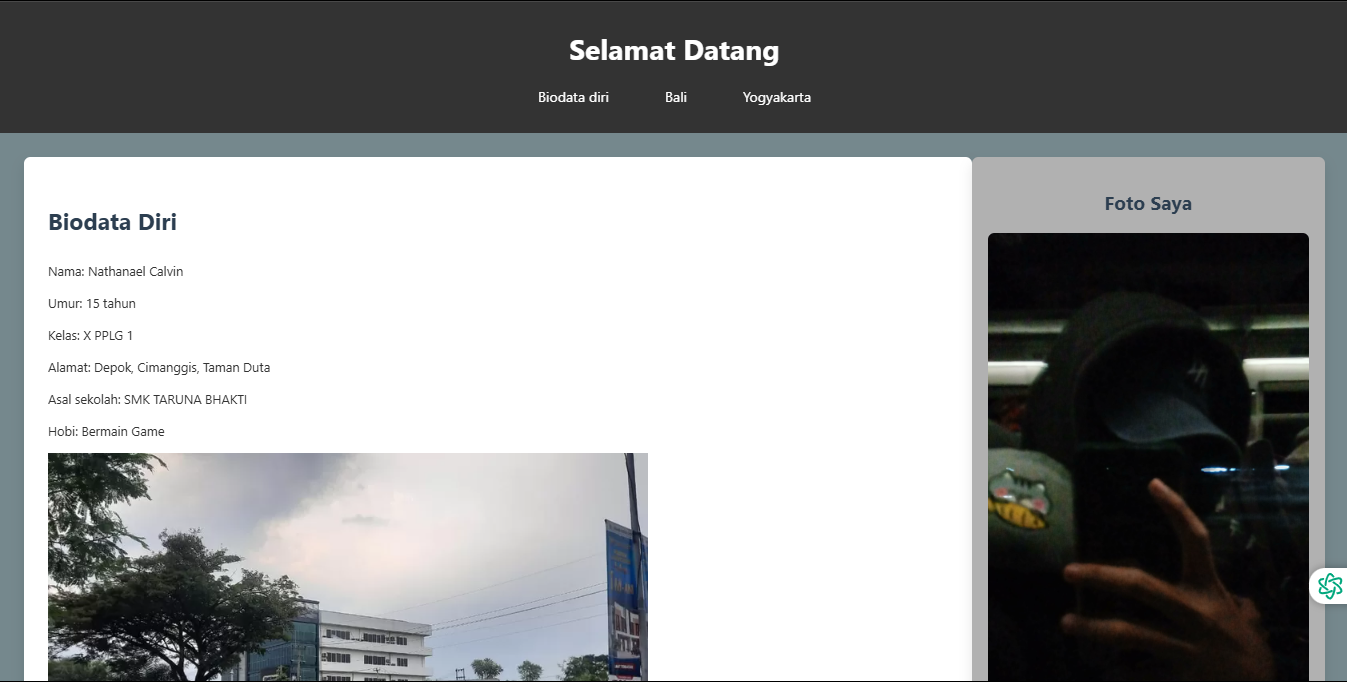 Selamat Datang
Biodata diri Bali Yogyakarta
Biodata Diri
Nama: Nathanael Calvin
Umur: 15 tahun
Kelas: X PPLG 1
Alamat: Depok, Cimanggis, Taman Duta
Asal sekolah: SMK TARUNA BHAKTI
Hobi: Bermain Game
Foto Saya